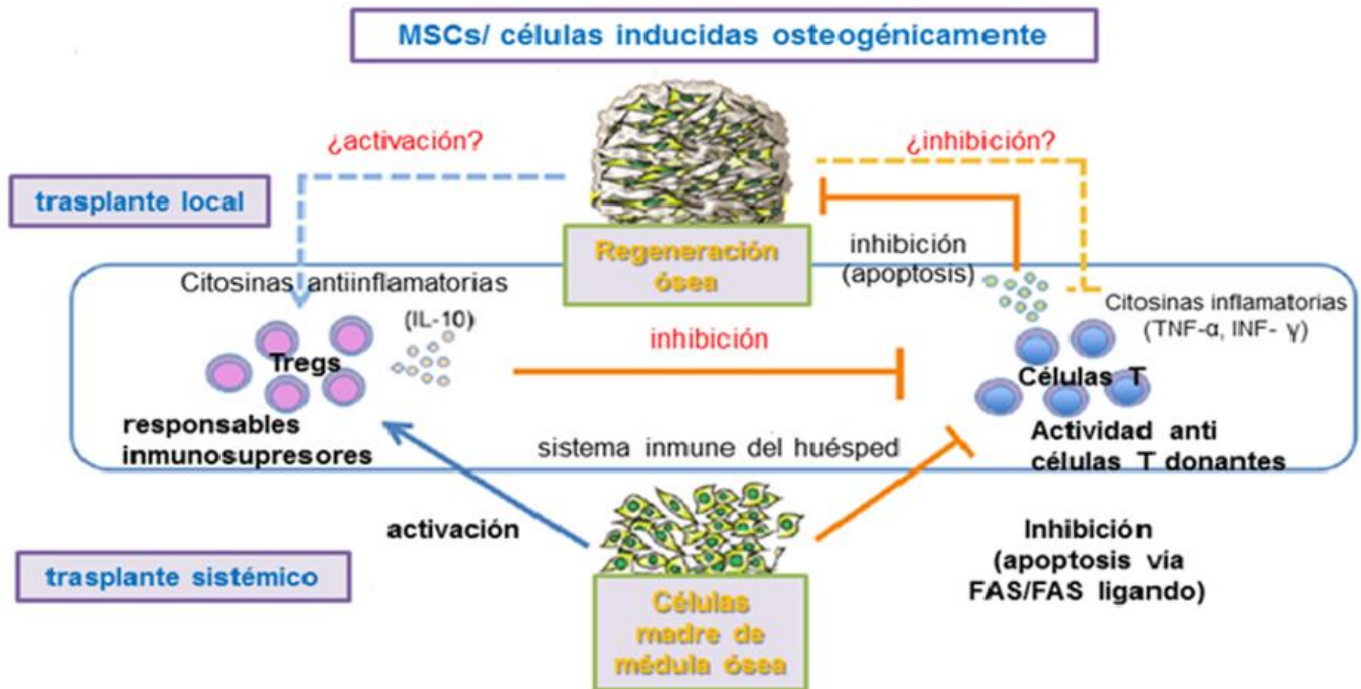 MSCs/ células inducidas osteogénicamente
¿activación?
¿inhibición?
trasplante local
Regeneración
ósea
inhibición
(apoptosis)
Citosinas antiinflamatorias
(IL-10)
Citosinas inflamatorias
(TNF-α, INF- γ)
inhibición
Tregs
Células T
responsables
inmunosupresores
sistema inmune del huésped
Actividad anti
células T donantes
activación
Inhibición
(apoptosis vía
FAS/FAS ligando)
trasplante sistémico
Células
madre de
médula ósea